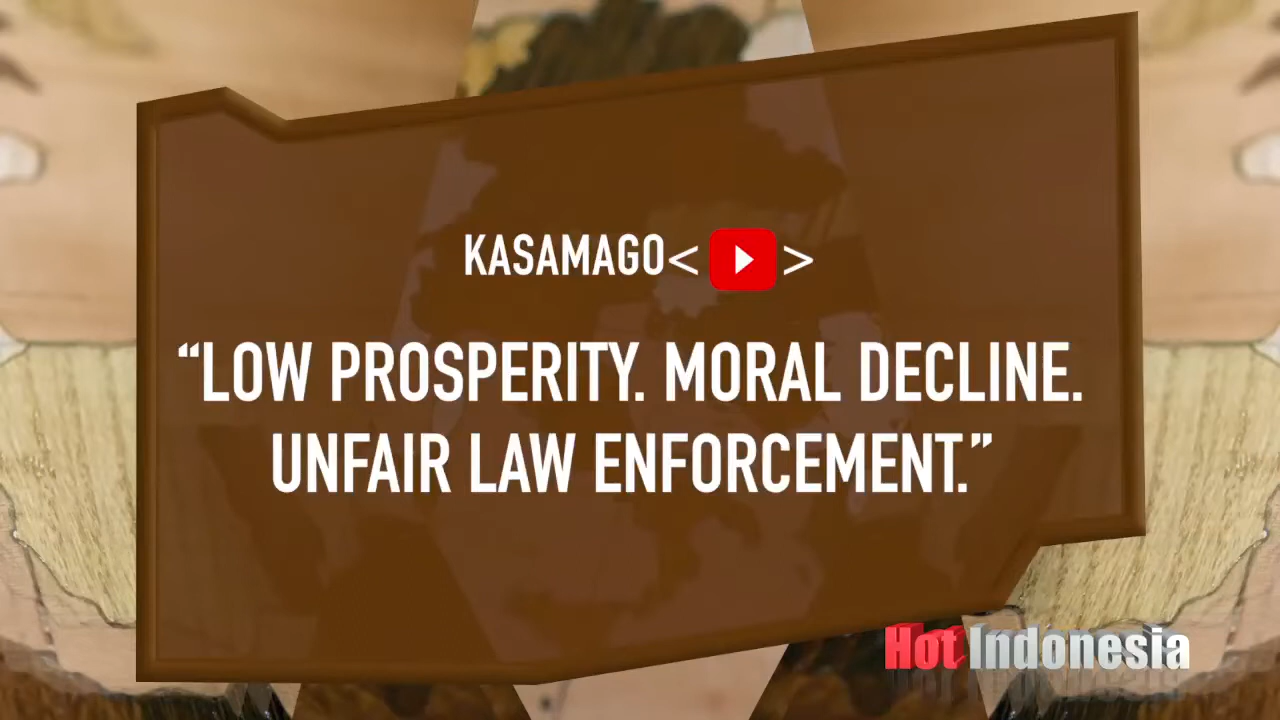 KASAMAGO< >
“LOW PROSPERITY. MORAL DECLINE.
UNFAIR LAW ENFORCEMENT.”
Hot Indonesia